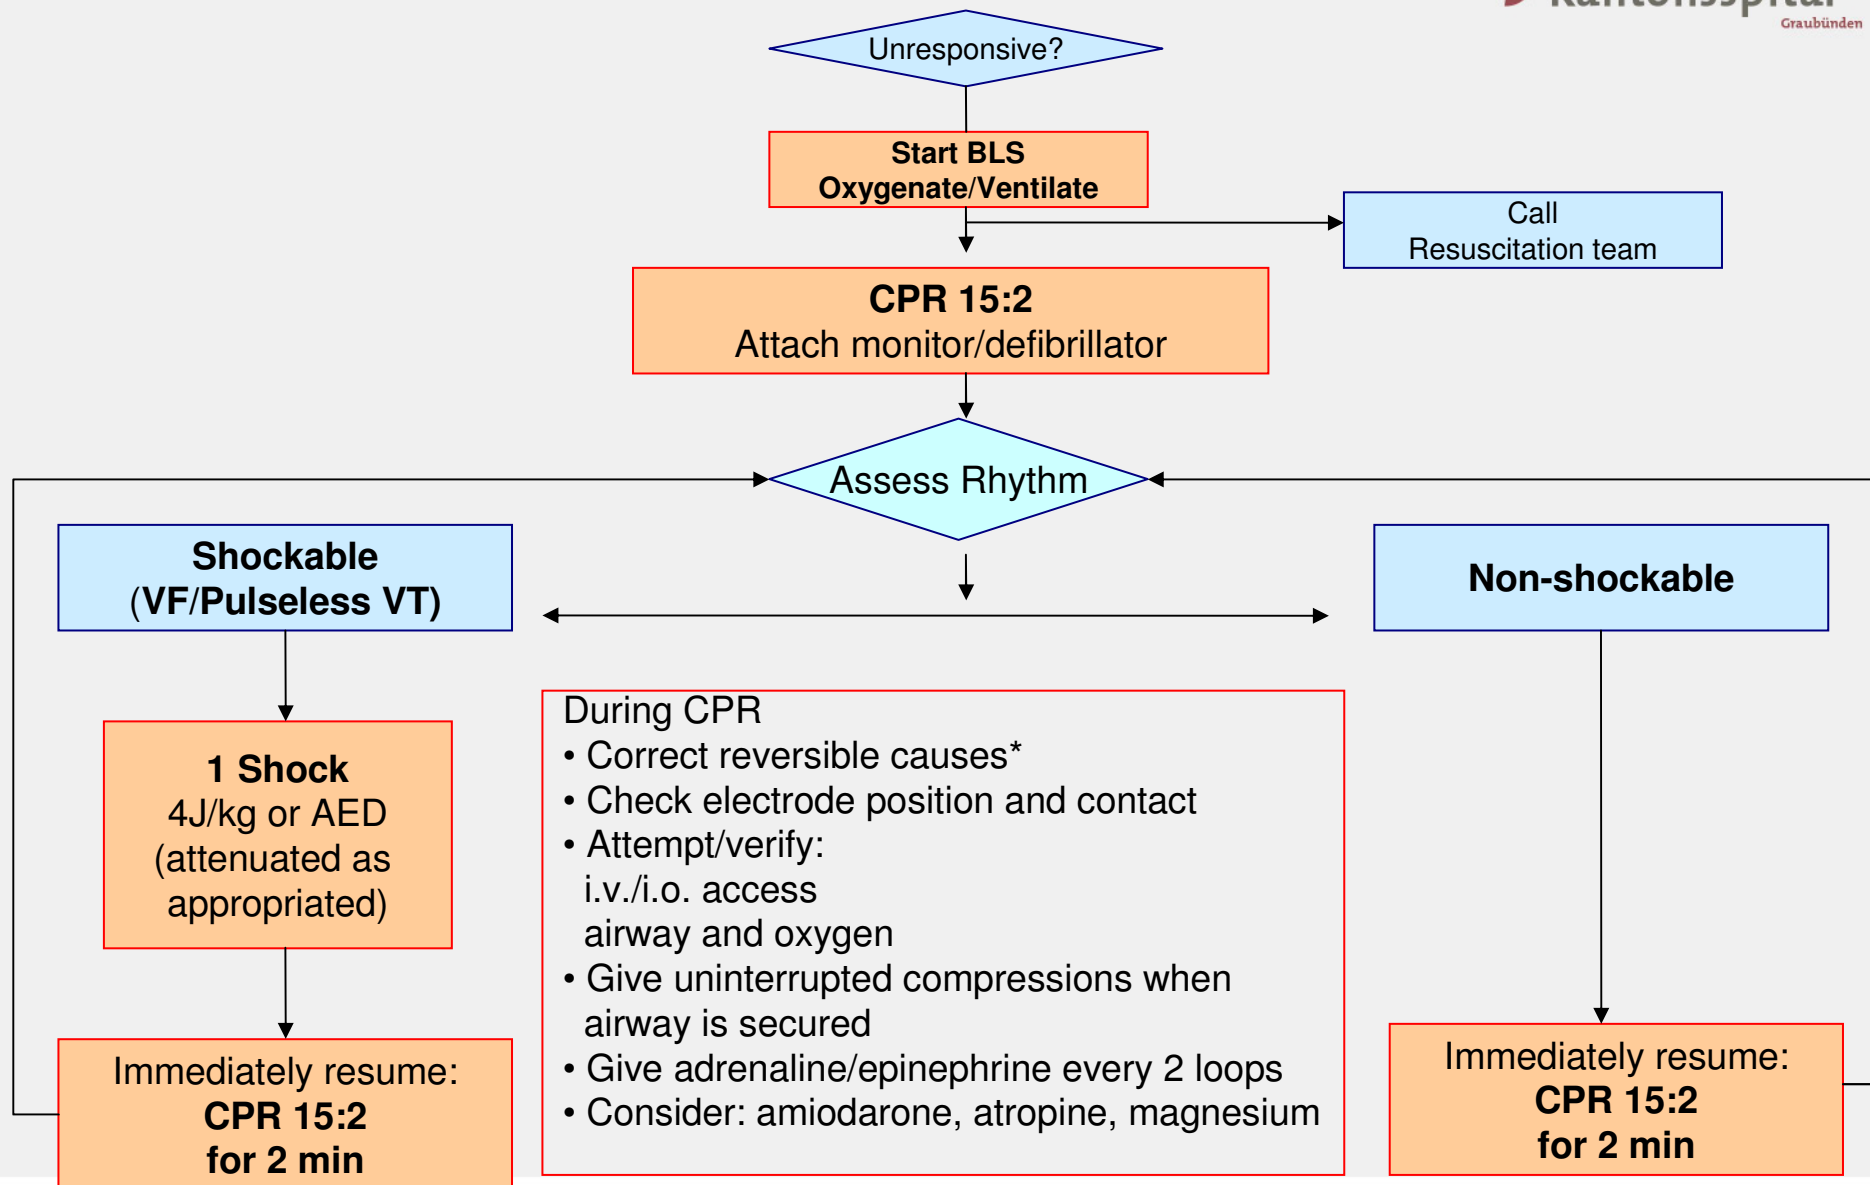 Graubünden
Unresponsive?
Start BLS
Oxygenate/Ventilate
Call
Resuscitation team
CPR 15:2
Attach monitor/defibrillator
Assess Rhythm
Shockable
(VF/Pulseless VT)
Non-shockable
1 Shock
4J/kg or AED
(attenuated as
appropriated)
During CPR
• Correct reversible causes*
• Check electrode position and contact
• Attempt/verify:
i.v./i.o. access
airway and oxygen
• Give uninterrupted compressions when
airway is secured
• Give adrenaline/epinephrine every 2 loops
• Consider: amiodarone, atropine, magnesium
Immediately resume:
CPR 15:2
for 2 min
Immediately resume:
CPR 15:2
for 2 min